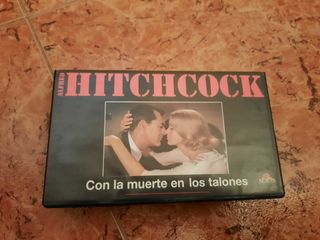 ALFRED
HITCHCOCK
Con la muerte en los talones